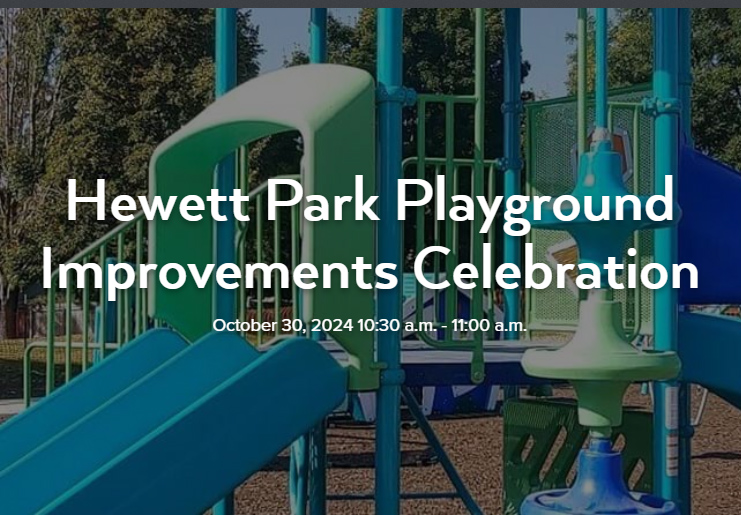 Hewett Park Playground
Improvements Celebration
October 30, 2024 10:30 a.m. - 11:00 a.m.